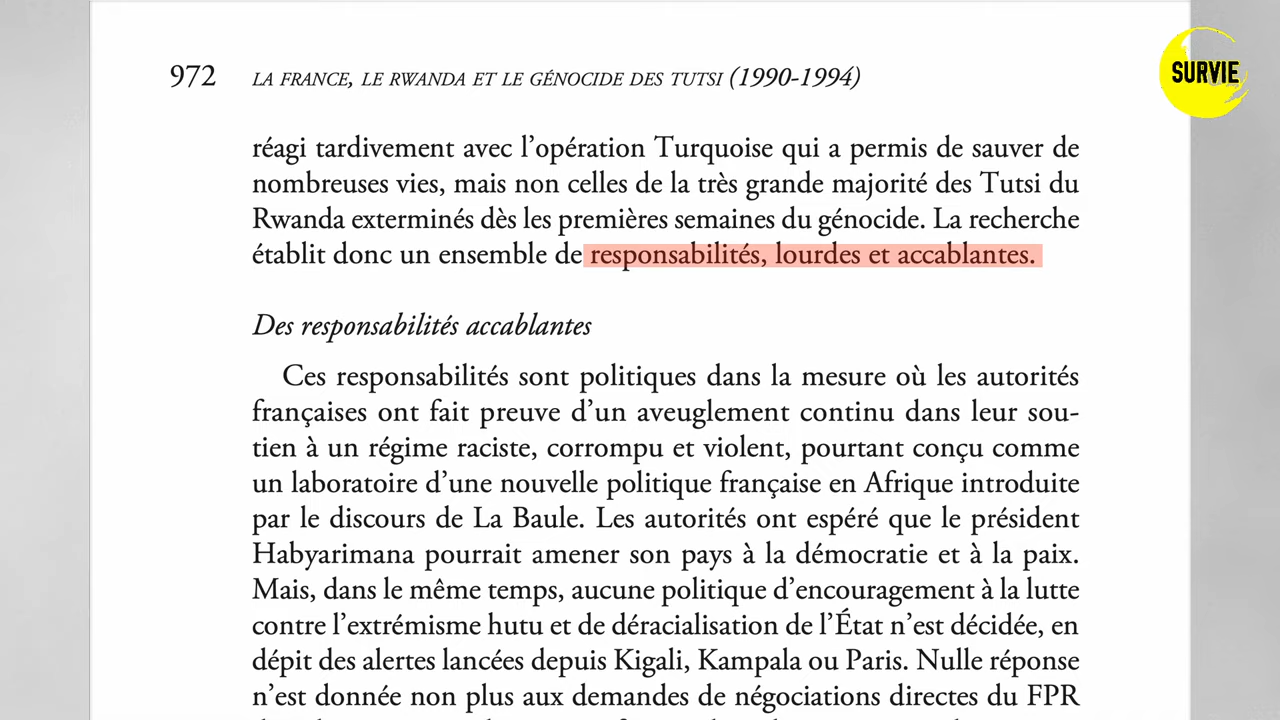 SURVIE
972 LA FRANCE, LE RWANDA ET LE GÉNOCIDE DES TUTSI (1990-1994)
réagi tardivement avec l’opération Turquoise qui a permis de sauver de
nombreuses vies, mais non celles de la très grande majorité des Tutsi du
Rwanda exterminés dès les premières semaines du génocide. La recherche
établit donc un ensemble de responsabilités, lourdes et accablantes.
Des responsabilités accablantes
Ces responsabilités sont politiques dans la mesure où les autorités
françaises ont fait preuve d’un aveuglement continu dans leur sou-
tien à un régime raciste, corrompu et violent, pourtant conçu comme
un laboratoire d’une nouvelle politique française en Afrique introduite
par le discours de La Baule. Les autorités ont espéré que le président
Habyarimana pourrait amener son pays à la démocratie et à la paix.
Mais, dans le même temps, aucune politique d’encouragement à la lutte
contre l’extrémisme hutu et de déracialisation de l’État n’est décidée, en
dépit des alertes lancées depuis Kigali, Kampala ou Paris. Nulle réponse
n’est donnée non plus aux demandes de négociations directes du FPR